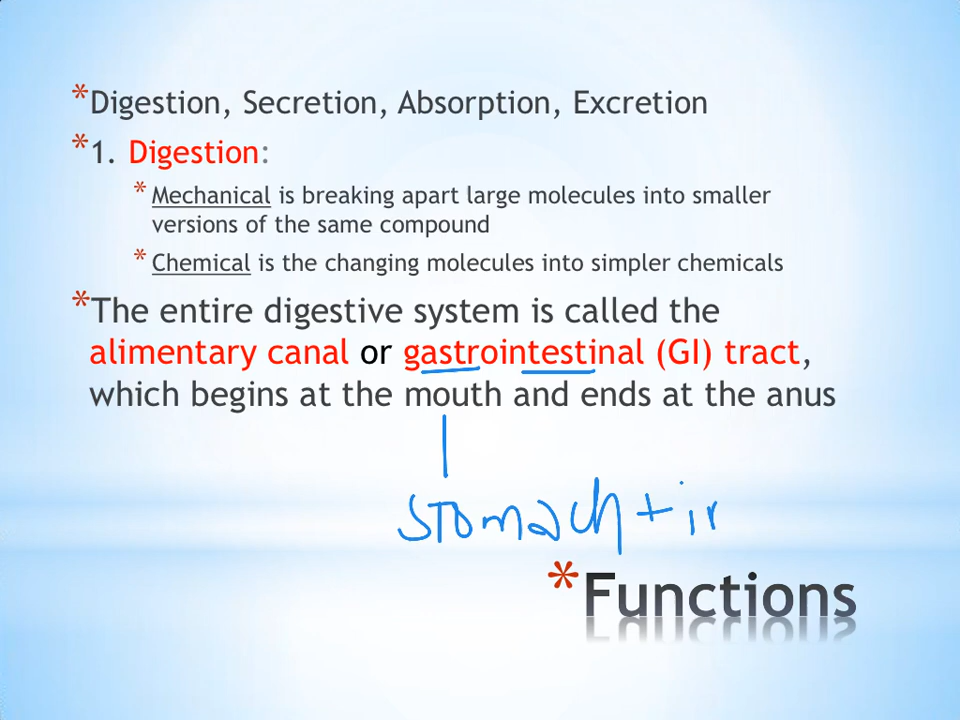 *Digestion, Secretion, Absorption, Excretion
*1. Digestion:
*Mechanical is breaking apart large molecules into smaller
versions of the same compound
*Chemical is the changing molecules into simpler chemicals
*The entire digestive system is called the
alimentary canal or gastrointestinal (GI) tract,
which begins at the mouth and ends at the anus
stomach +
*Functions